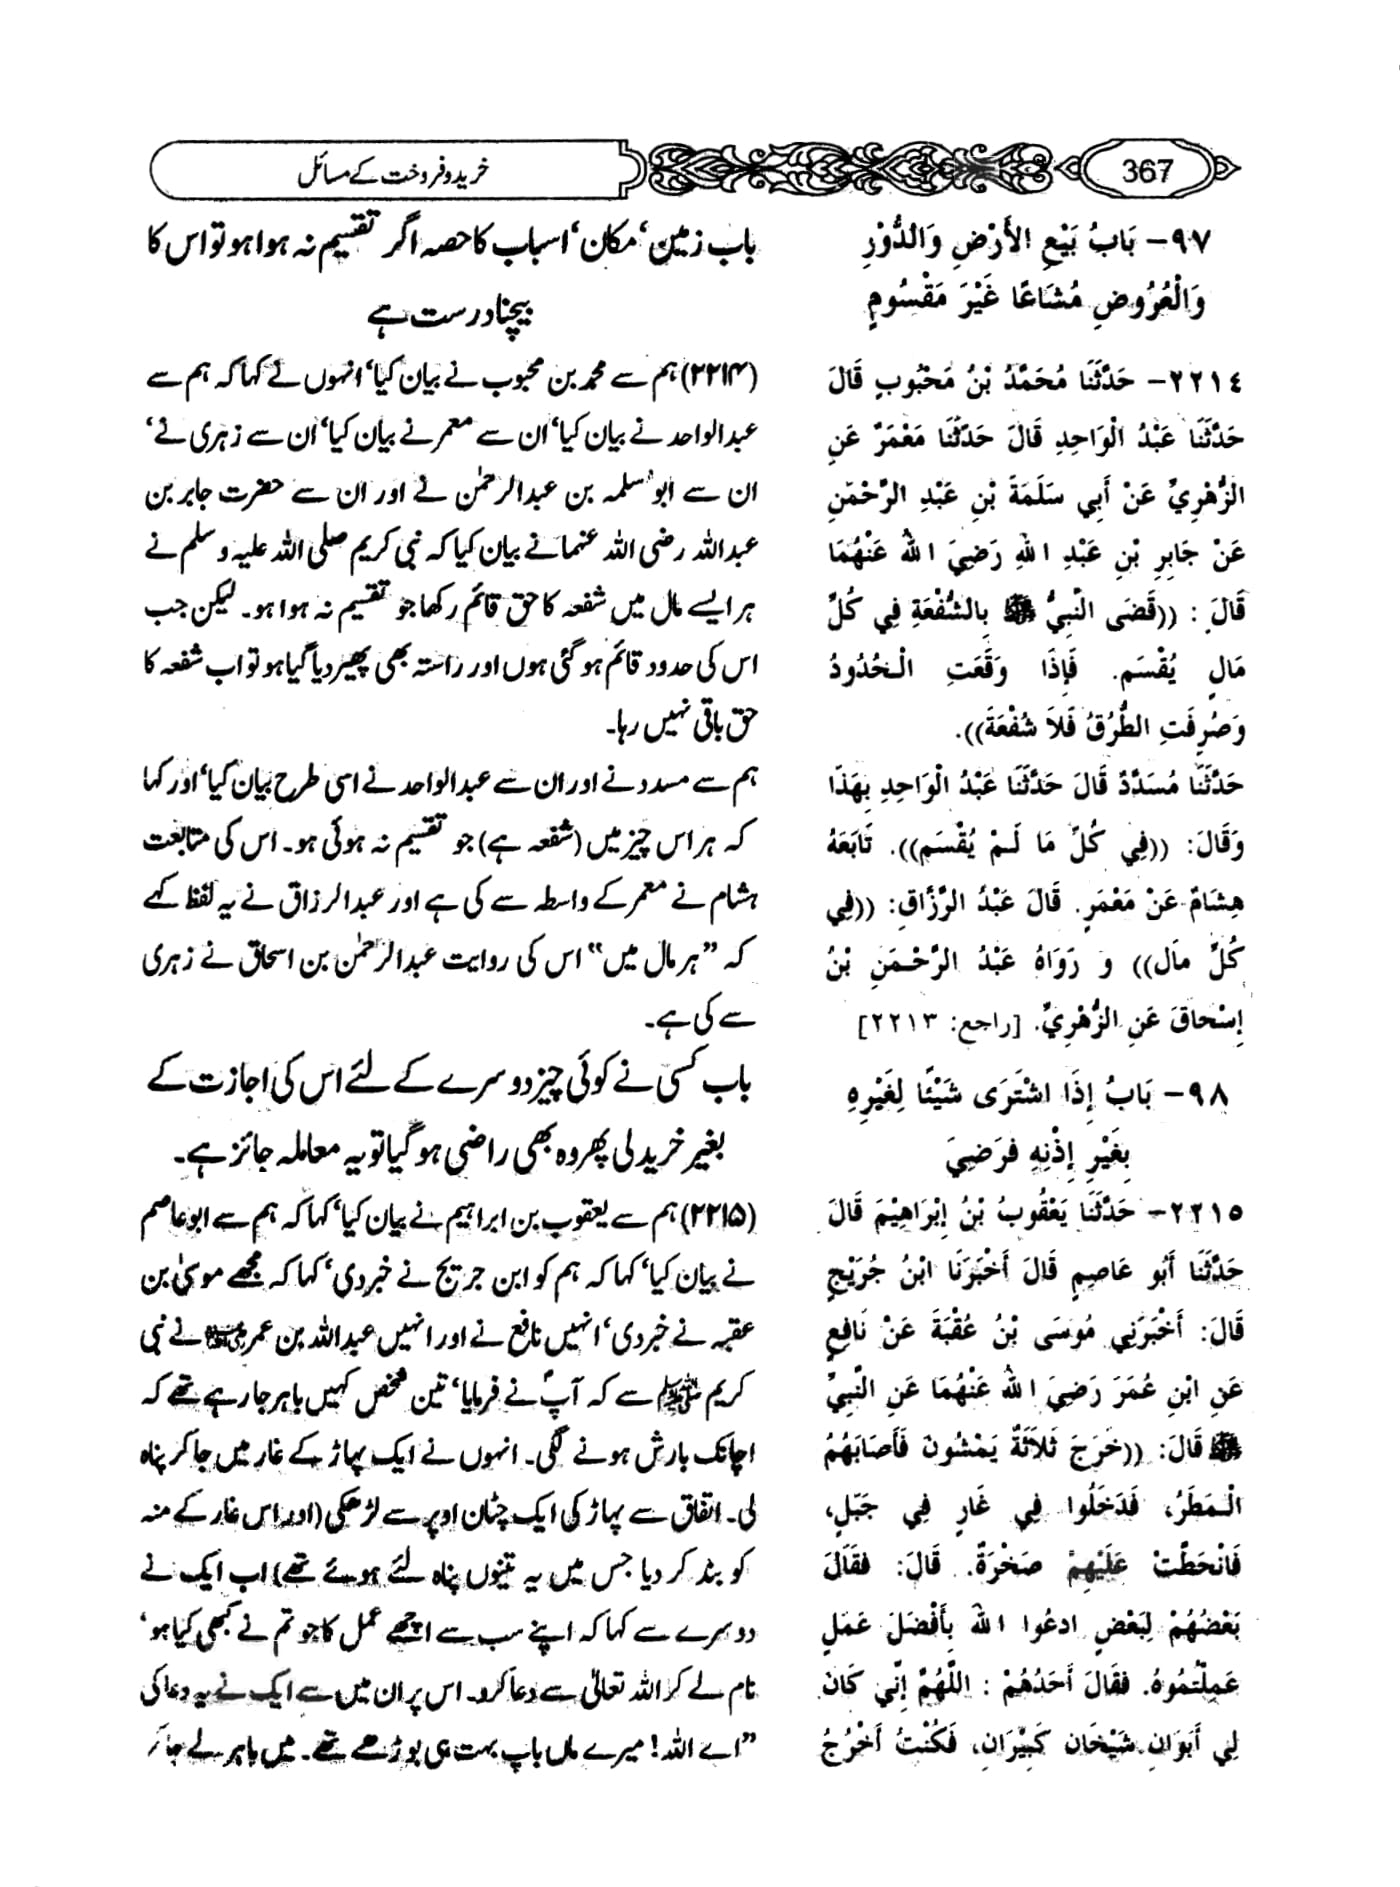 367
خرید و فروخت کے مسائل
۹۷- بَابُ بَيْعِ الأَرْضِ وَالدُّوْرِ
وَالْعُرُوضِ مُشَاعًا غَيْرَ مَقْسُومٍ
٢٢١٤- حَدَّثَنَا مُحَمَّدُ بْنُ مَحْبُوبٍ قَالَ
حَدَّثَنَا عَبْدُ الْوَاحِدِ قَالَ حَدَّثَنَا مَعْمَرٌ عَنِ
الزُّهْرِيِّ عَنْ أَبِي سَلَمَةَ بْنِ عَبْدِ الرَّحْمَنِ
عَنْ جَابِرِ بْنِ عَبْدِ اللهِ رَضِيَ اللهُ عَنْهُمَا
قَالَ : ((قَضَى النَّبِيُّ ﷺ بِالشُّفْعَةِ فِي كُلِّ
مَالٍ يُقْسَم. فَإِذَا وَقَعَتِ الْحُدُودُ
وَصُرِفَتِ الطُّرُقُ فَلاَ شُفْعَةَ)).
حَدَّثَنَا مُسَدَّدٌ قَالَ حَدَّثَنَا عَبْدُ الْوَاحِدِ بِهَذَا
وَقَالَ: ((فِي كُلِّ مَا لَمْ يُقْسَم)). تَابَعَهُ
هِشَامٌ عَنْ مَعْمَرٍ. قَالَ عَبْدُ الرَّزَّاقِ: ((فِي
كُلِّ مَالٍ)) و رَوَاهُ عَبْدُ الرَّحْمَنِ بْنُ
إِسْحَاقَ عَنِ الزُّهْرِيِّ. [راجع: ٢٢١٣]
۹۸- بَابُ إِذَا اشْتَرَى شَيْئًا لِغَيْرِهِ
بِغَيْرِ إِذْنِهِ فَرَضِيَ
٢٢١٥- حَدَّثَنَا يَعْقُوبُ بْنُ إِبْرَاهِيْمَ قَالَ
حَدَّثَنَا أَبُو عَاصِمٍ قَالَ أَخْبَرَنَا ابْنُ جُرَيْجٍ
قَالَ: أَخْبَرَنِي مُوسَى بْنُ عُقْبَةَ عَنْ نَافِعٍ
عَنِ ابْنِ عُمَرَ رَضِيَ اللهُ عَنْهُمَا عَنِ النَّبِيِّ
ﷺ قَالَ: ((خَرَجَ ثَلاَثَةٌ يَمْشُونَ فَأَصَابَهُمُ
الْمَطَرُ، فَدَخَلُوا فِي غَارٍ فِي جَبَلٍ،
فَانْحَطَّتْ عَلَيْهِمْ صَخْرَةٌ. قَالَ: فَقَالَ
بَعْضُهُمْ لِبَعْضٍ ادعُوا اللهَ بِأَفْضَلَ عَمَلٍ
عَمِلْتُمُوهُ. فَقَالَ أَحَدُهُمْ : اللَّهُمَّ إِنِّي كَانَ
لِي أَبَوَانِ شَيْخَانِ كَبِيْرَانِ، فَكُنْتُ أَخْرُجُ
باب زمین‘ مکان‘ اسباب کا حصہ اگر تقسیم نہ ہوا ہو تو اس کا
بیچنا درست ہے
(۲۲۱۴) ہم سے محمد بن محبوب نے بیان کیا‘ انہوں نے کہا کہ ہم سے
عبدالواحد نے بیان کیا‘ ان سے معمر نے بیان کیا‘ ان سے زہری نے‘
ان سے ابو سلمہ بن عبدالرحمٰن نے اور ان سے حضرت جابر بن
عبداللہ رضی اللہ عنہما نے بیان کیا کہ نبی کریم صلی اللہ علیہ و سلم نے
ہر ایسے مال میں شفعہ کا حق قائم رکھا جو تقسیم نہ ہوا ہو۔ لیکن جب
اس کی حدود قائم ہو گئی ہوں اور راستہ بھی پھیر دیا گیا ہو تو اب شفعہ کا
حق باقی نہیں رہا۔
ہم سے مسدد نے اور ان سے عبدالواحد نے اسی طرح بیان کیا‘ اور کہا
کہ ہر اس چیز میں (شفعہ ہے) جو تقسیم نہ ہوئی ہو۔ اس کی متابعت
ہشام نے معمر کے واسطہ سے کی ہے اور عبدالرزاق نے یہ لفظ کہے
کہ ”ہر مال میں“ اس کی روایت عبدالرحمٰن بن اسحاق نے زہری
سے کی ہے۔
باب کسی نے کوئی چیز دوسرے کے لئے اس کی اجازت کے
بغیر خرید لی پھر وہ بھی راضی ہو گیا تو یہ معاملہ جائز ہے۔
(۲۲۱۵) ہم سے یعقوب بن ابراہیم نے بیان کیا‘ کہا کہ ہم سے ابو عاصم
نے بیان کیا‘ کہا کہ ہم کو ابن جریج نے خبر دی‘ کہا کہ مجھے موسیٰ بن
عقبہ نے خبر دی‘ انہیں نافع نے اور انہیں عبداللہ بن عمر نے نبی
کریم ﷺ سے کہ آپؐ نے فرمایا‘ تین شخص کہیں باہر جا رہے تھے کہ
اچانک بارش ہونے لگی۔ انہوں نے ایک پہاڑ کے غار میں جا کر پناہ
لی۔ اتفاق سے پہاڑ کی ایک چٹان اوپر سے لڑھکی (اور اس غار کے منہ
کو بند کر دیا جس میں یہ تینوں پناہ لئے ہوئے تھے) اب ایک نے
دوسرے سے کہا کہ اپنے سب سے اچھے عمل کا جو تم نے کبھی کیا ہو‘
نام لے کر اللہ تعالیٰ سے دعا کرو۔ اس پر ان میں سے ایک نے یہ دعا کی
”اے اللہ! میرے ماں باپ بہت ہی بوڑھے تھے۔ میں باہر لے جا کر